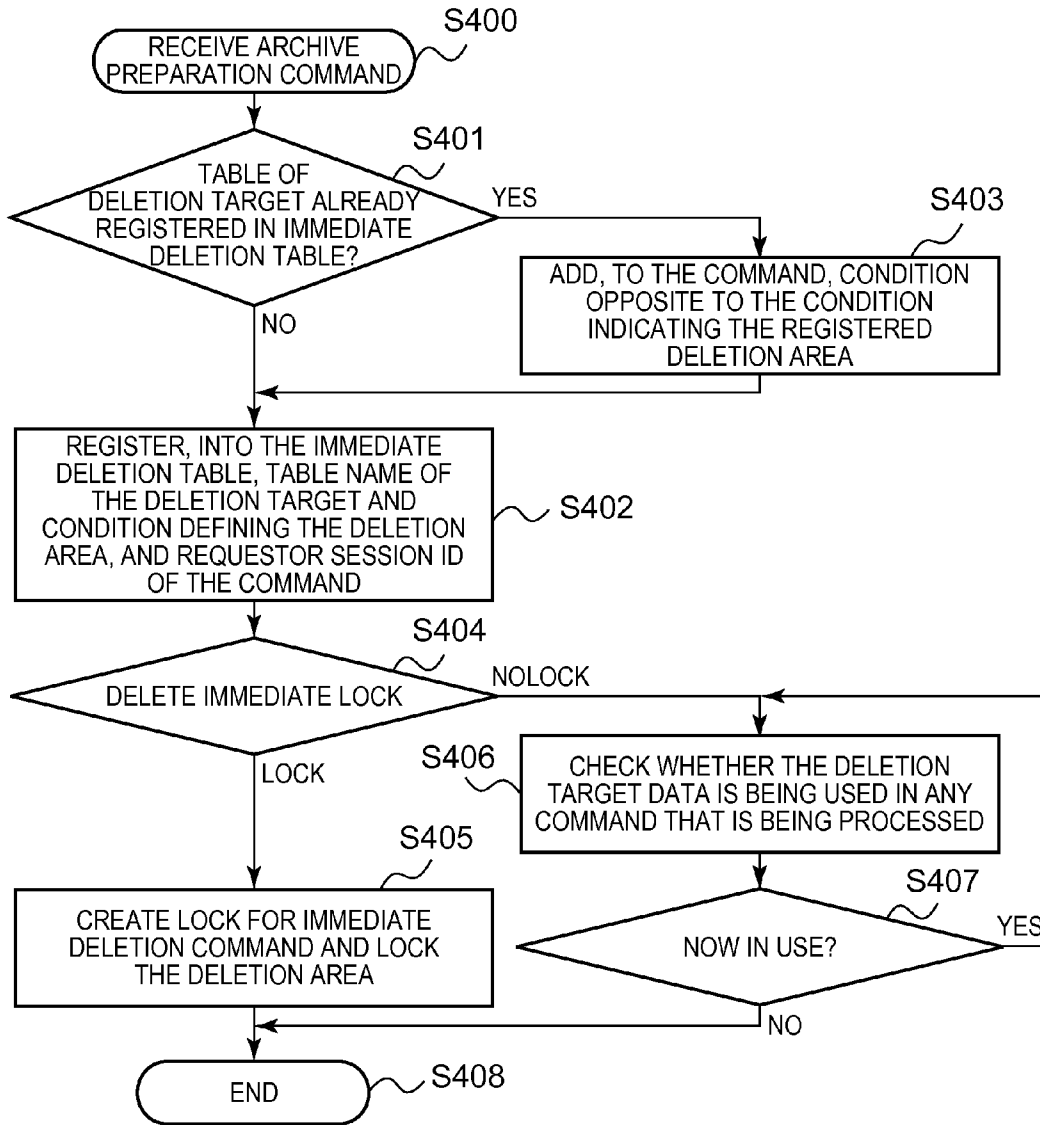 S400
RECEIVE ARCHIVE
PREPARATION COMMAND
S401
TABLE OF
DELETION TARGET ALREADY
REGISTERED IN IMMEDIATE
DELETION TABLE?
YES
NO
S403
ADD, TO THE COMMAND, CONDITION
OPPOSITE TO THE CONDITION
INDICATING THE REGISTERED
DELETION AREA
REGISTER, INTO THE IMMEDIATE
DELETION TABLE, TABLE NAME OF
THE DELETION TARGET AND
CONDITION DEFINING THE DELETION
AREA, AND REQUESTOR SESSION ID
OF THE COMMAND
S402
S404
DELETE IMMEDIATE LOCK
NOLOCK
LOCK
S406
CHECK WHETHER THE DELETION
TARGET DATA IS BEING USED IN ANY
COMMAND THAT IS BEING PROCESSED
S405
CREATE LOCK FOR IMMEDIATE
DELETION COMMAND AND LOCK
THE DELETION AREA
S407
NOW IN USE?
YES
NO
END
S408